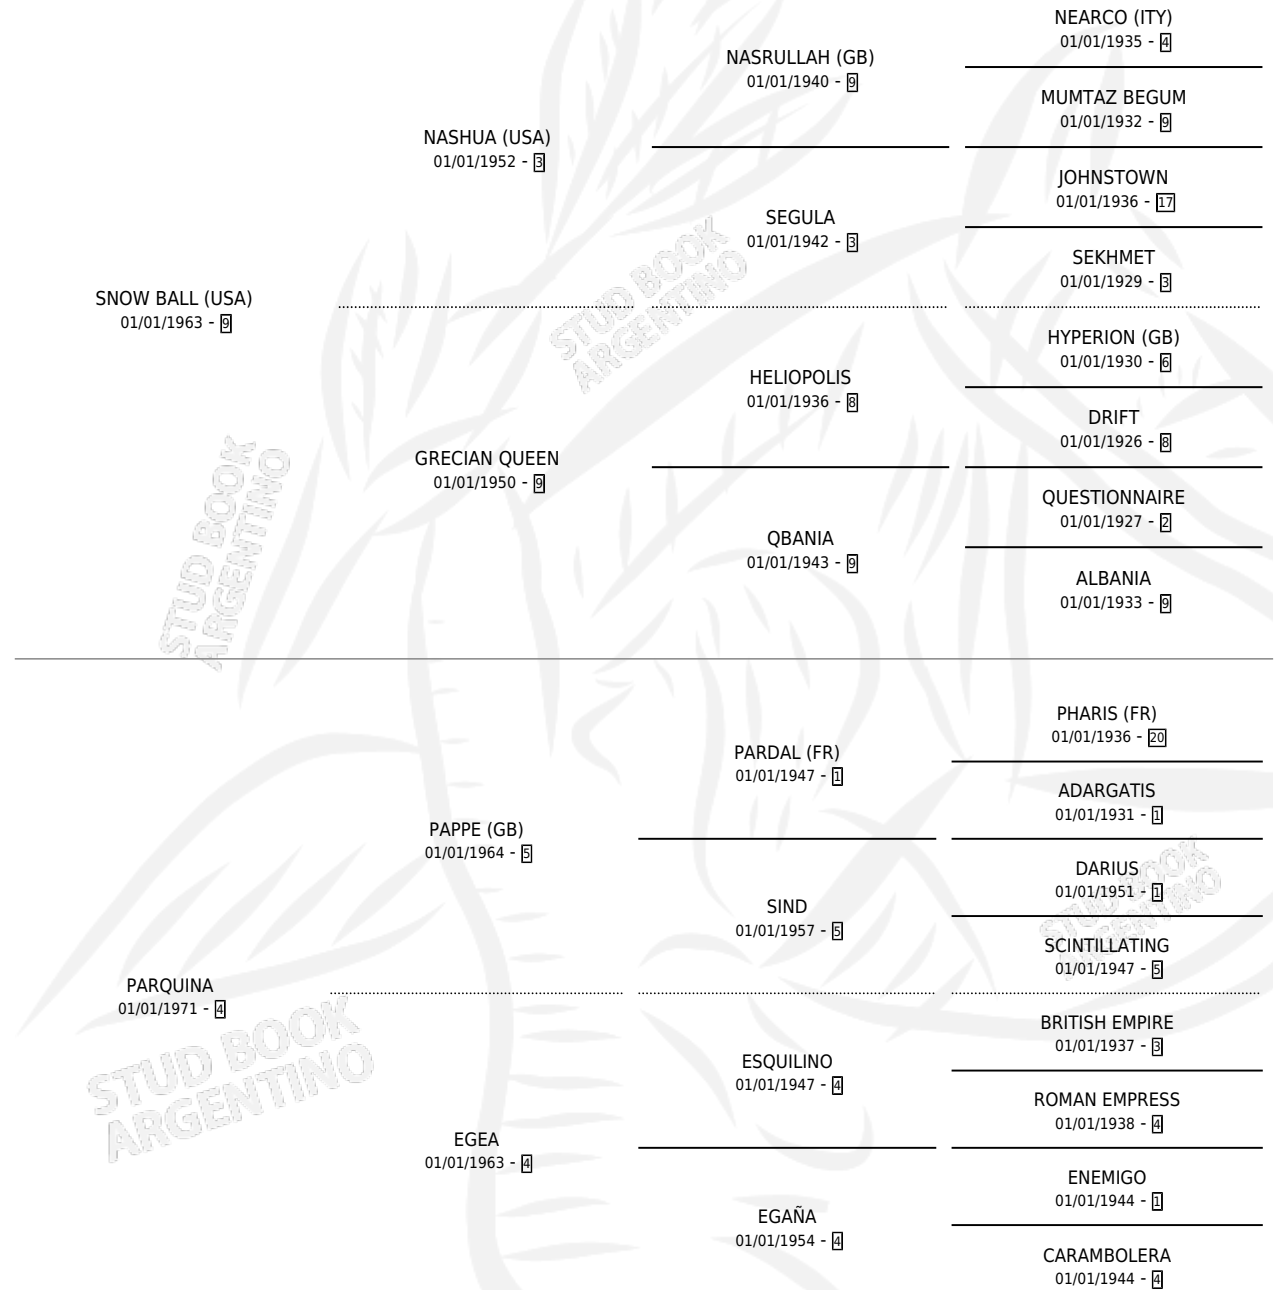 NEARCO (ITY)
01/01/1935 - 4
NASRULLAH (GB)
01/01/1940 - 9
MUMTAZ BEGUM
01/01/1932 - 9
NASHUA (USA)
01/01/1952 - 3
JOHNSTOWN
01/01/1936 - 17
SEGULA
01/01/1942 - 3
SEKHMET
01/01/1929 - 3
SNOW BALL (USA)
01/01/1963 - 9
HYPERION (GB)
01/01/1930 - 6
HELIOPOLIS
01/01/1936 - 8
DRIFT
01/01/1926 - 8
GRECIAN QUEEN
01/01/1950 - 9
QUESTIONNAIRE
01/01/1927 - 2
QBANIA
01/01/1943 - 9
ALBANIA
01/01/1933 - 9
STUD BOOK
ARGENTINO
STUD BOOK
ARGENTINO
PHARIS (FR)
01/01/1936 - 20
PARDAL (FR)
01/01/1947 - 1
ADARGATIS
01/01/1931 - 1
PAPPE (GB)
01/01/1964 - 5
DARIUS
01/01/1951 - 1
SIND
01/01/1957 - 5
SCINTILLATING
01/01/1947 - 5
PARQUINA
01/01/1971 - 4
BRITISH EMPIRE
01/01/1937 - 3
ESQUILINO
01/01/1947 - 4
ROMAN EMPRESS
01/01/1938 - 4
EGEA
01/01/1963 - 4
ENEMIGO
01/01/1944 - 1
EGAÑA
01/01/1954 - 4
CARAMBOLERA
01/01/1944 - 4
STUD BOOK
ARGENTINO
STUD BOOK
ARGENTINO